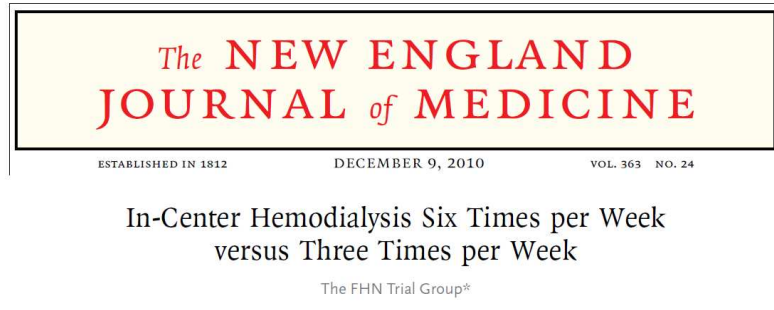 The NEW ENGLAND
JOURNAL of MEDICINE
ESTABLISHED IN 1812 DECEMBER 9, 2010 VOL. 363 NO. 24
In-Center Hemodialysis Six Times per Week
versus Three Times per Week
The FHN Trial Group*